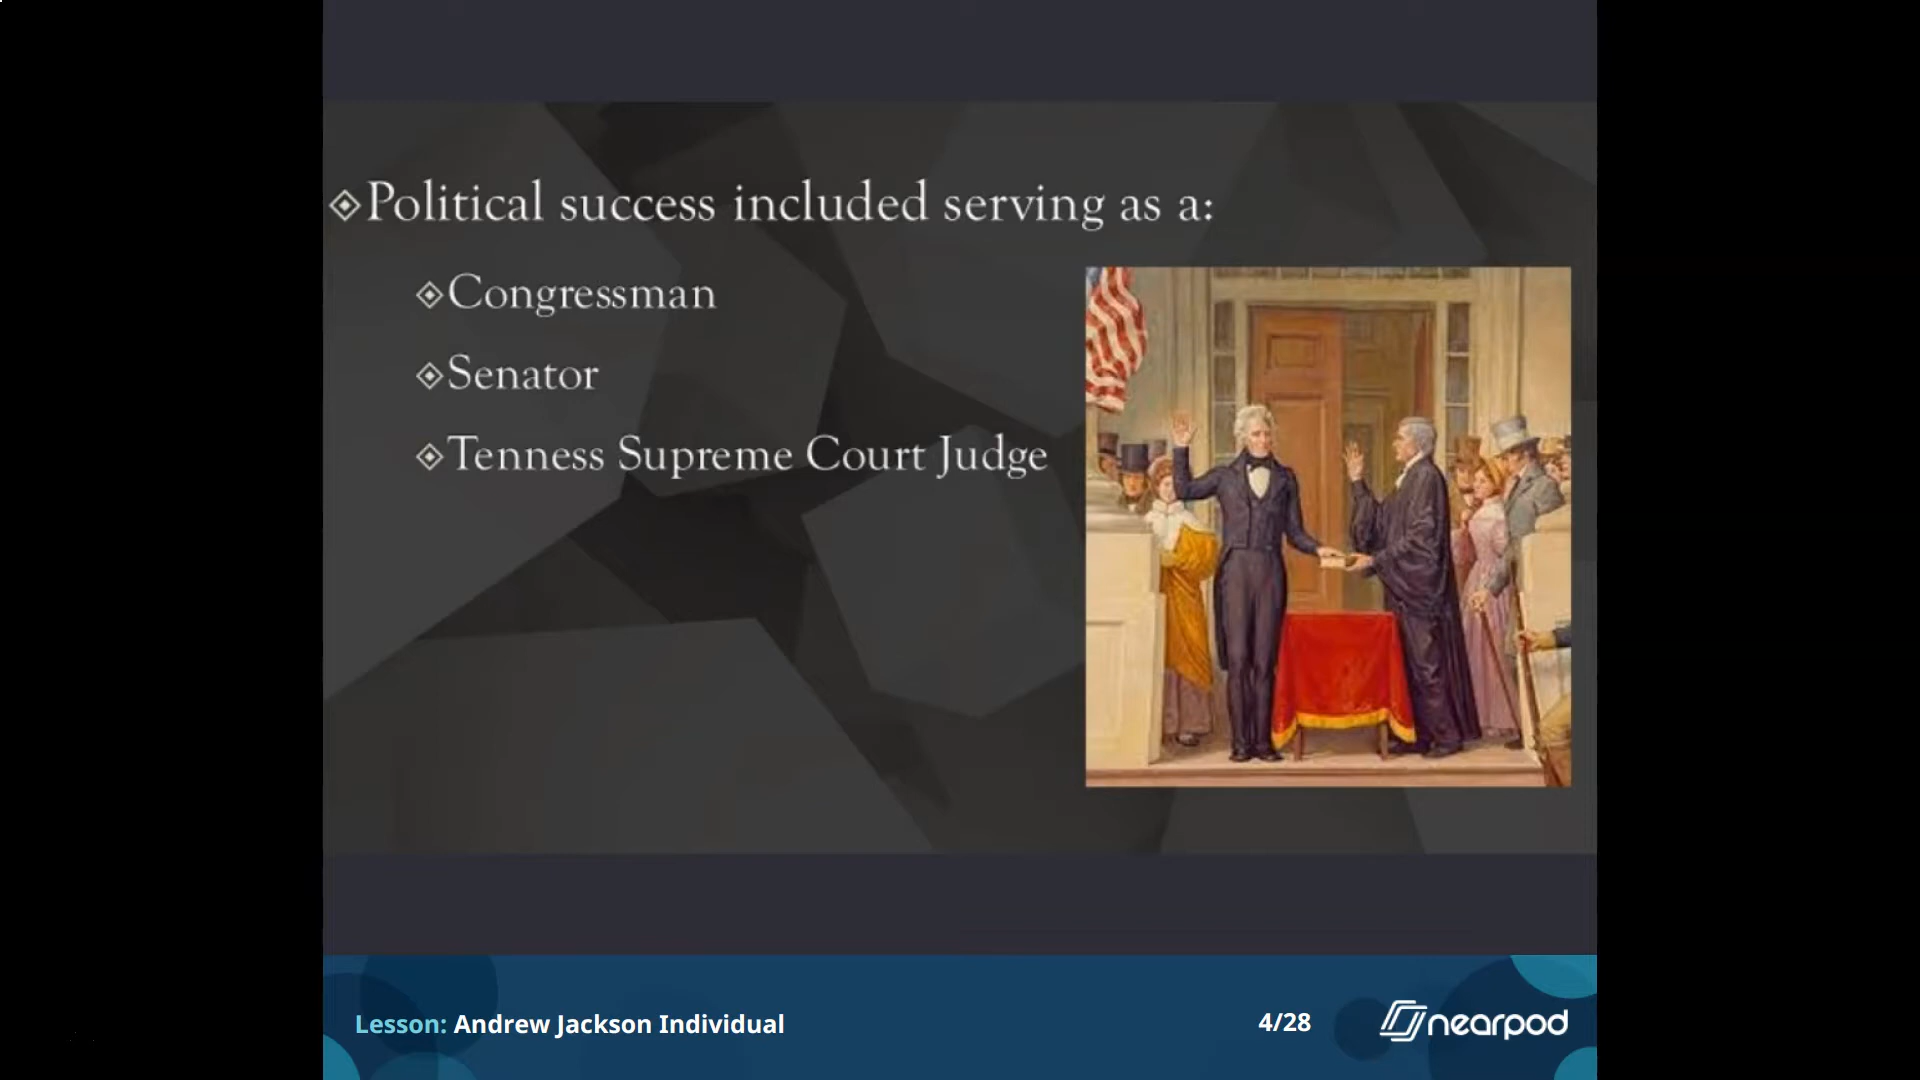 Political success included serving as a:
Congressman
Senator
Tenness Supreme Court Judge
Lesson: Andrew Jackson Individual
4/28
nearpod